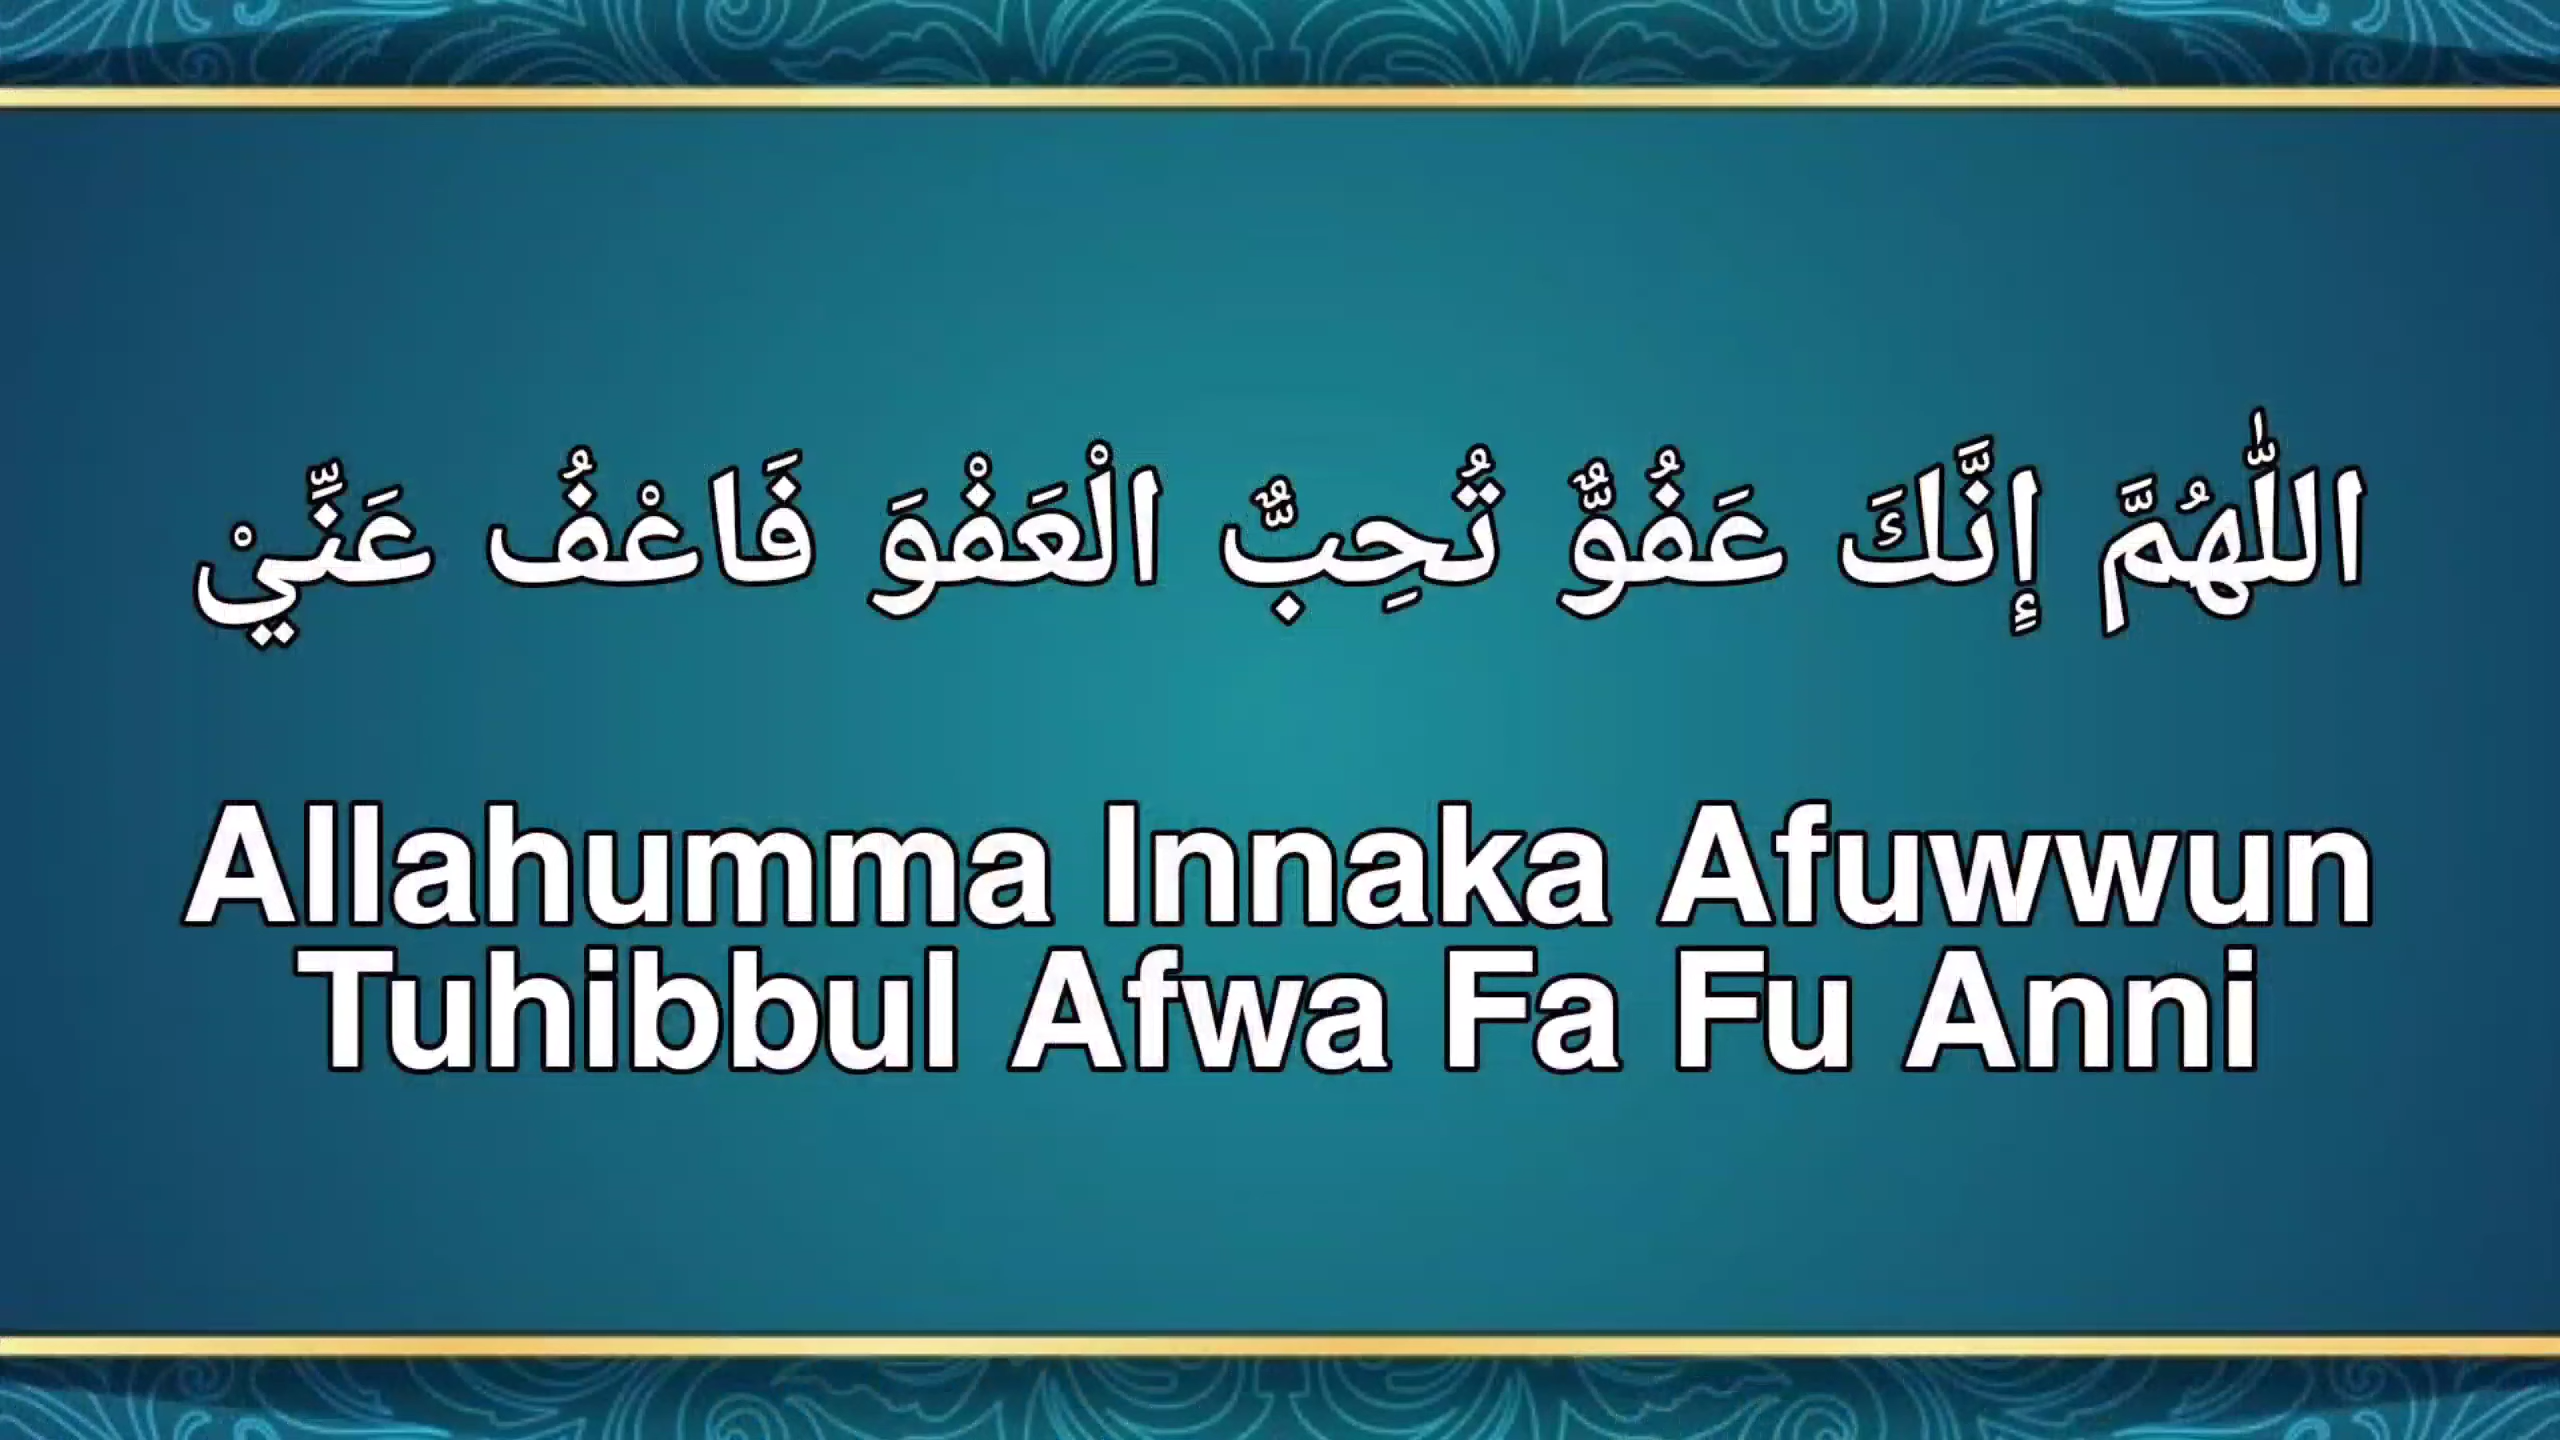 اللّٰهُمَّ إِنَّكَ عَفُوٌّ تُحِبٌّ الْعَفْوَ فَاعْفُ عَنِّيْ
Allahumma Innaka Afuwwun
Tuhibbul Afwa Fa Fu Anni